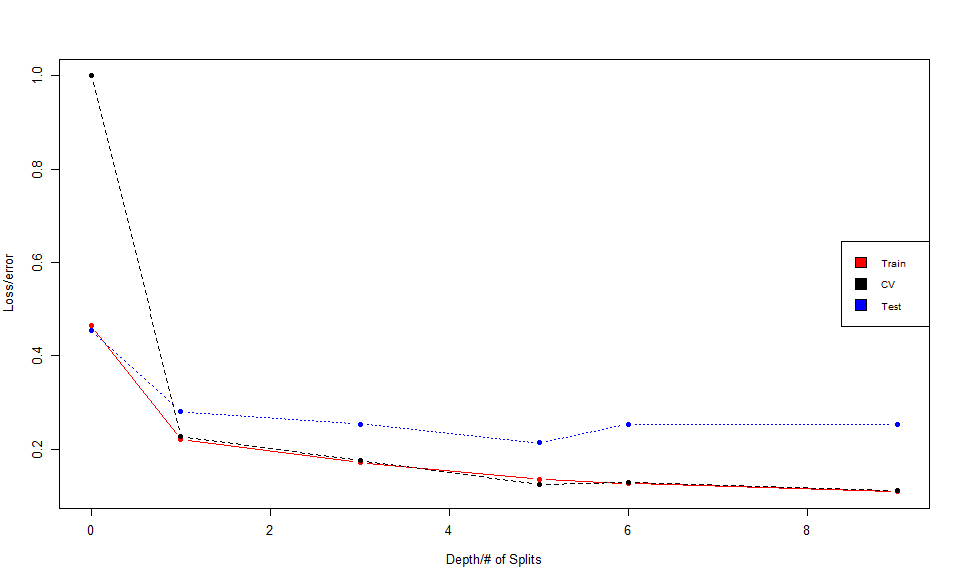 1.0
0.8
0.6
0.4
0.2
Loss/error
Train
CV
Test
0 2 4 6 8
Depth/# of Splits